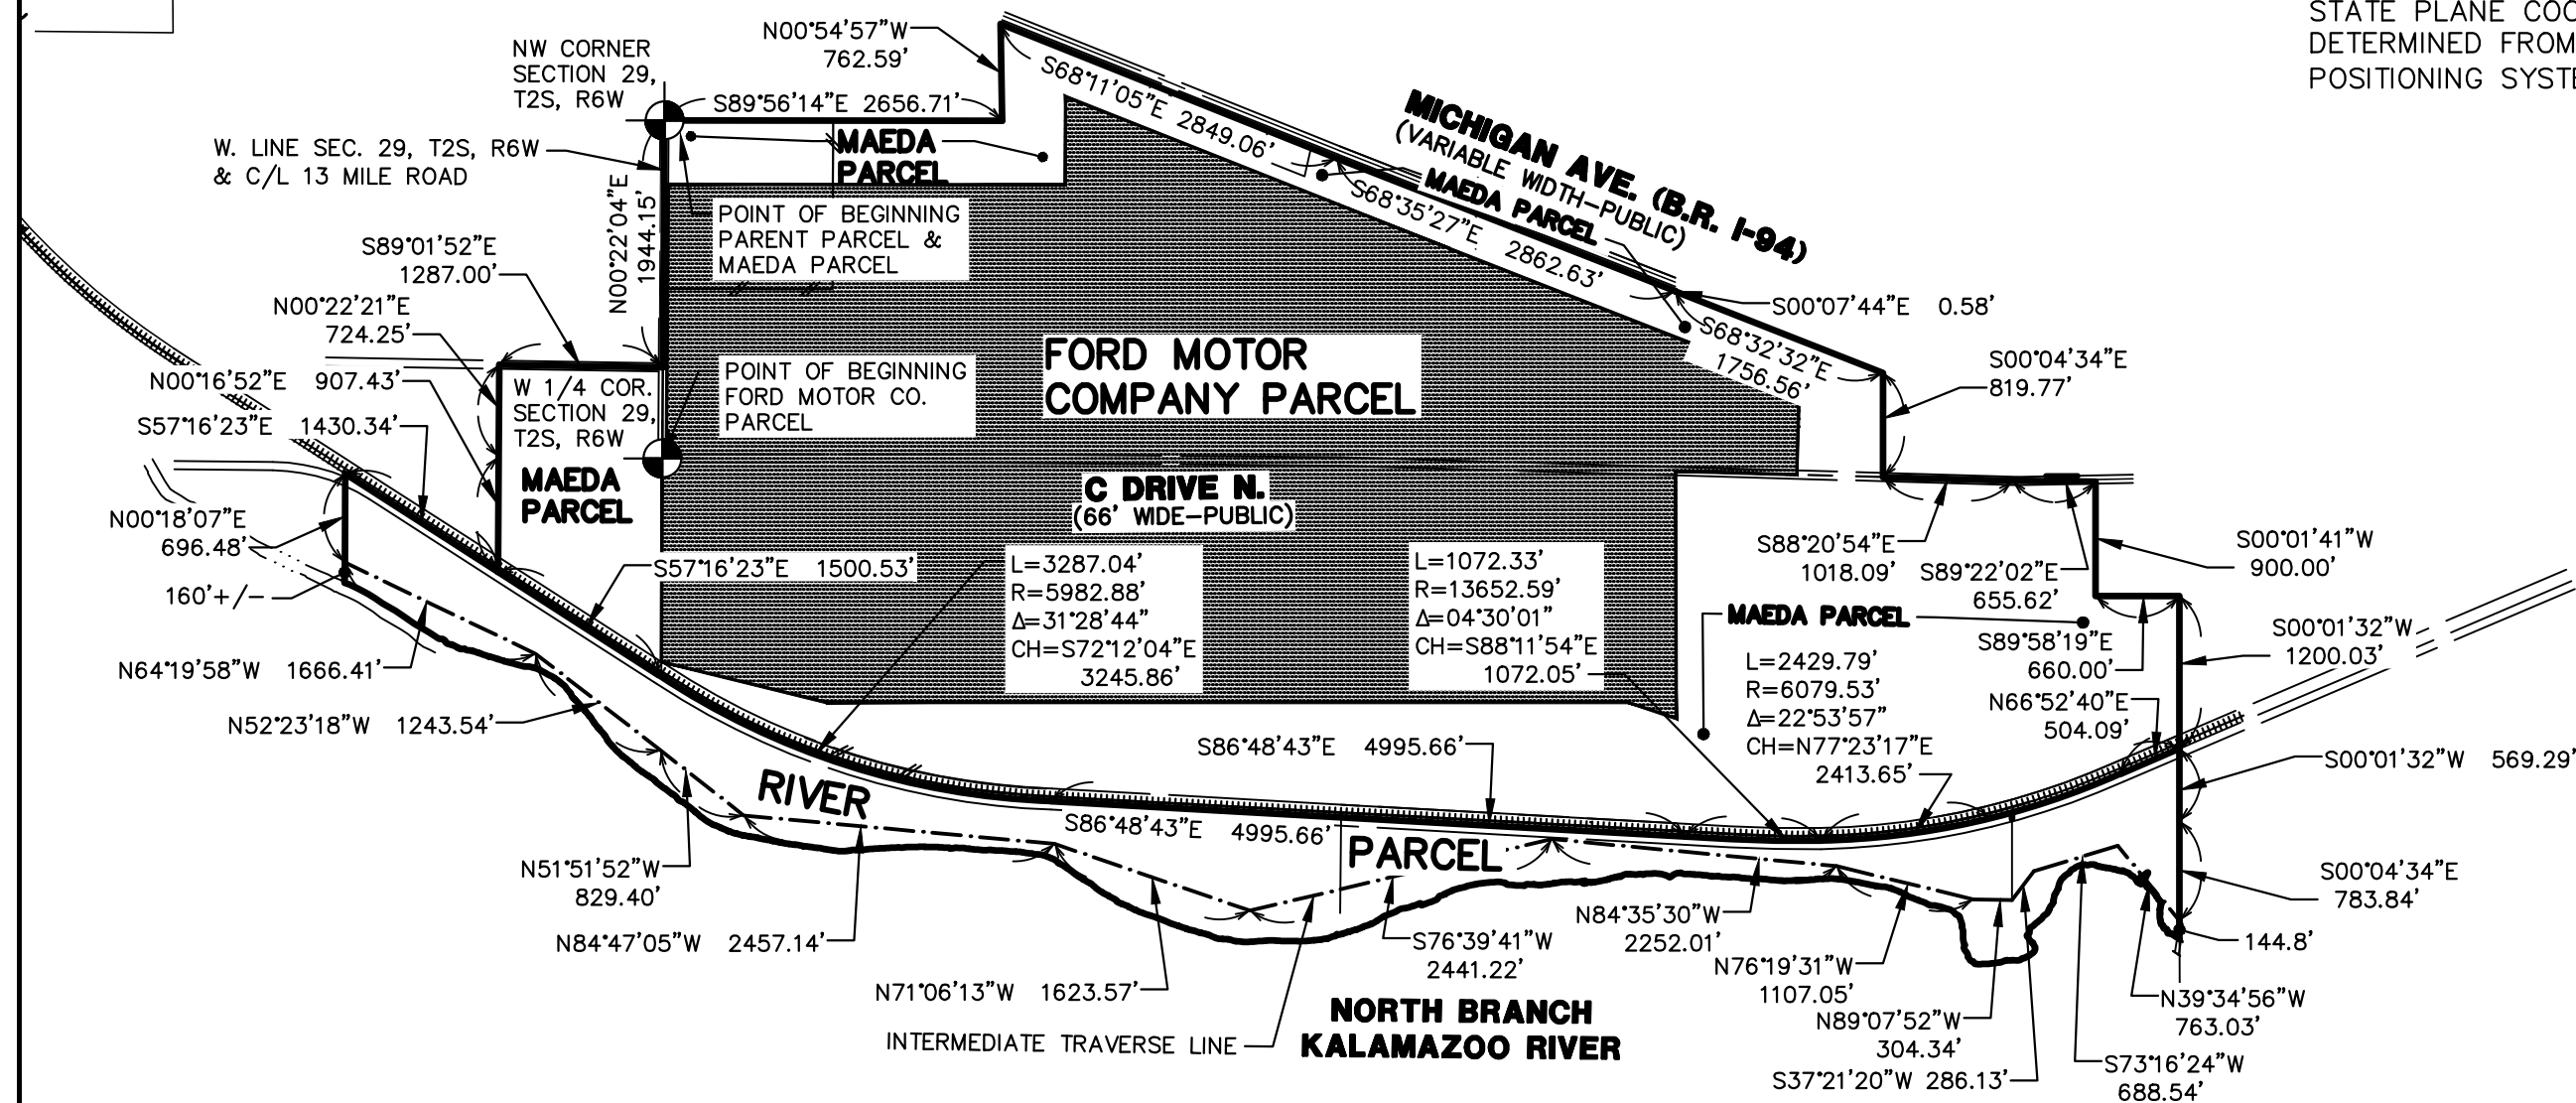 STATE PLANE
DETERMINED FROM
POSITIONING
N00°54'57"W
762.59'
NW CORNER
SECTION 29,
T2S, R6W
S89°56'14"E 2656.71'
S68°11'05"E 2849.06'
MICHIGAN AVE. (B.R. I-94)
(VARIABLE WIDTH-PUBLIC)
MAEDA
PARCEL
W. LINE SEC. 29, T2S, R6W
& C/L 13 MILE ROAD
N00°22'04"E
1944.15'
MAEDA PARCEL
S68°35'27"E 2862.63'
POINT OF BEGINNING
PARENT PARCEL &
MAEDA PARCEL
S89°01'52"E
1287.00'
N00°22'21"E
724.25'
S00°07'44"E 0.58'
S68°32'32"E
1756.56'
S00°04'34"E
819.77'
FORD MOTOR
COMPANY PARCEL
POINT OF BEGINNING
FORD MOTOR CO.
PARCEL
N00°16'52"E 907.43'
W 1/4 COR.
SECTION 29,
T2S, R6W
S57°16'23"E 1430.34'
MAEDA
PARCEL
C DRIVE N.
(66' WIDE-PUBLIC)
N00°18'07"E
696.48'
160'+/-
S57°16'23"E 1500.53'
L=3287.04'
R=5982.88'
Δ=31°28'44"
CH=S72°12'04"E
3245.86'
L=1072.33'
R=13652.59'
Δ=04°30'01"
CH=S88°11'54"E
1072.05'
S88°20'54"E
1018.09'
S89°22'02"E
655.62'
S00°01'41"W
900.00'
MAEDA PARCEL
S89°58'19"E
660.00'
S00°01'32"W
1200.03'
L=2429.79'
R=6079.53'
Δ=22°53'57"
CH=N77°23'17"E
2413.65'
N66°52'40"E
504.09'
S00°01'32"W 569.29'
N64°19'58"W 1666.41'
N52°23'18"W 1243.54'
S86°48'43"E 4995.66'
RIVER
S86°48'43"E 4995.66'
PARCEL
N51°51'52"W
829.40'
N84°47'05"W 2457.14'
N71°06'13"W 1623.57'
INTERMEDIATE TRAVERSE LINE
S76°39'41"W
2441.22'
NORTH BRANCH
KALAMAZOO RIVER
N84°35'30"W
2252.01'
N76°19'31"W
1107.05'
N89°07'52"W
304.34'
S37°21'20"W 286.13'
S00°04'34"E
783.84'
144.8'
N39°34'56"W
763.03'
S73°16'24"W
688.54'